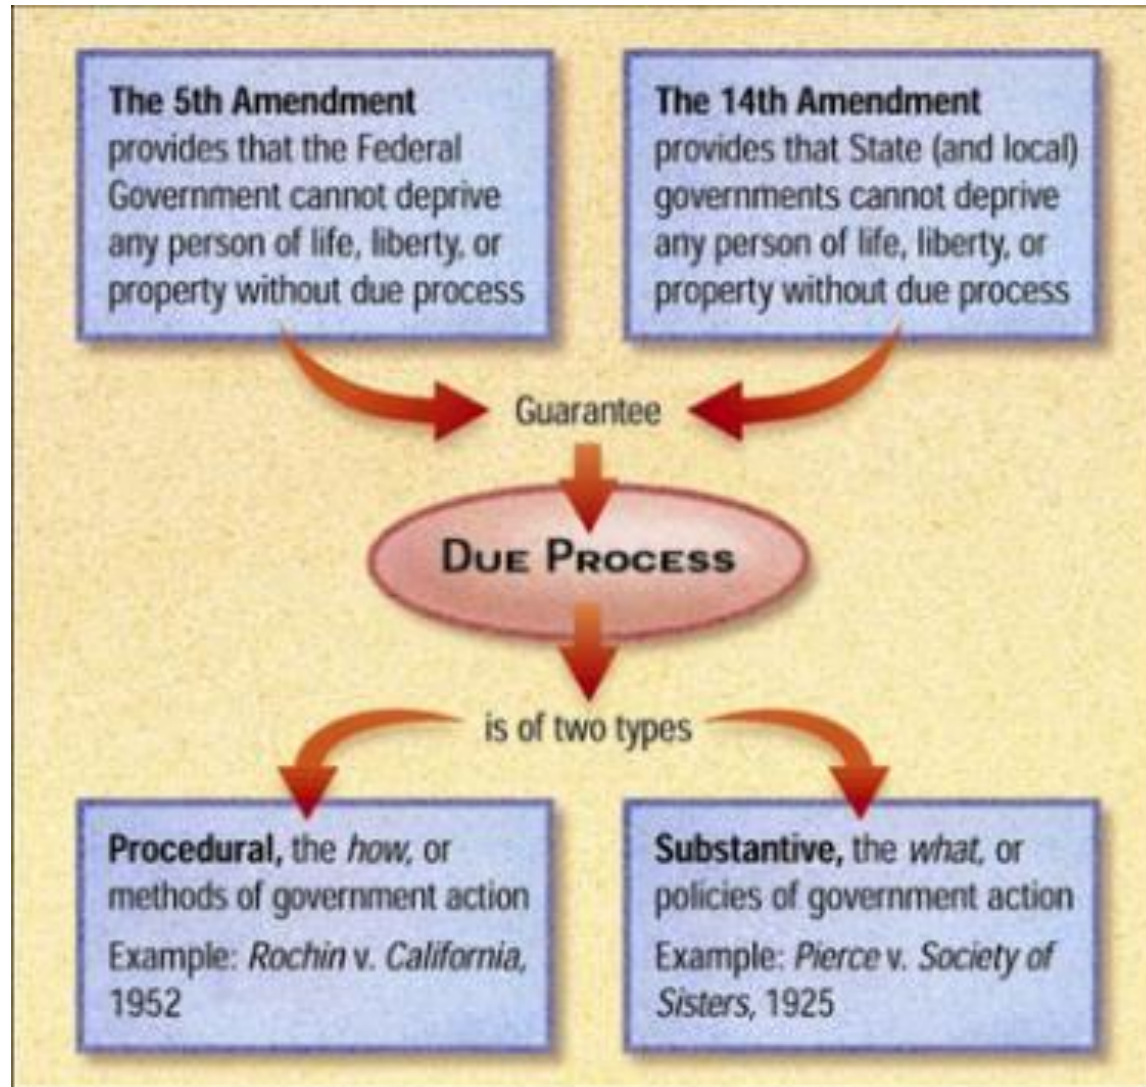 The 5th Amendment
provides that the Federal
Government cannot deprive
any person of life, liberty, or
property without due process
The 14th Amendment
provides that State (and local)
governments cannot deprive
any person of life, liberty, or
property without due process
Guarantee
DUE PROCESS
is of two types
Procedural, the how, or
methods of government action
Example: Rochin v. California,
1952
Substantive, the what, or
policies of government action
Example: Pierce v. Society of
Sisters, 1925